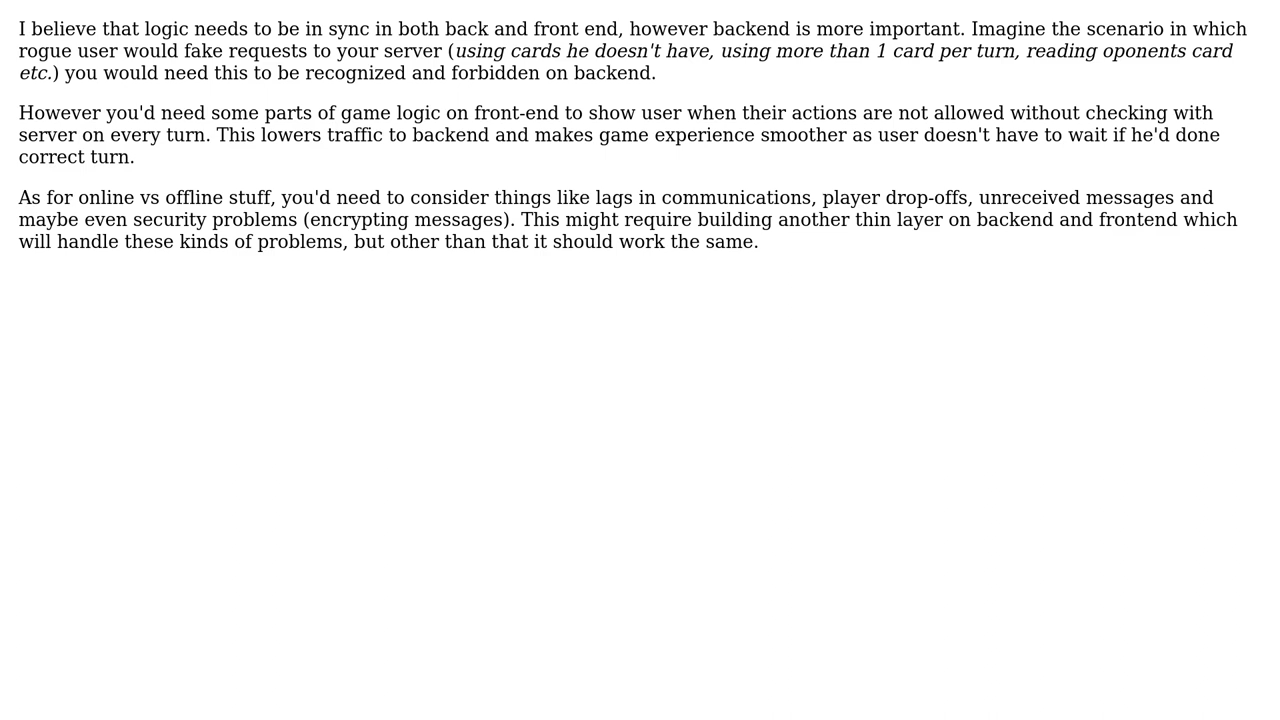 I believe that logic needs to be in sync in both back and front end, however backend is more important. Imagine the scenario in which
rogue user would fake requests to your server (using cards he doesn't have, using more than 1 card per turn, reading oponents card
etc.) you would need this to be recognized and forbidden on backend.
However you'd need some parts of game logic on front-end to show user when their actions are not allowed without checking with
server on every turn. This lowers traffic to backend and makes game experience smoother as user doesn't have to wait if he'd done
correct turn.
As for online vs offline stuff, you'd need to consider things like lags in communications, player drop-offs, unreceived messages and
maybe even security problems (encrypting messages). This might require building another thin layer on backend and frontend which
will handle these kinds of problems, but other than that it should work the same.